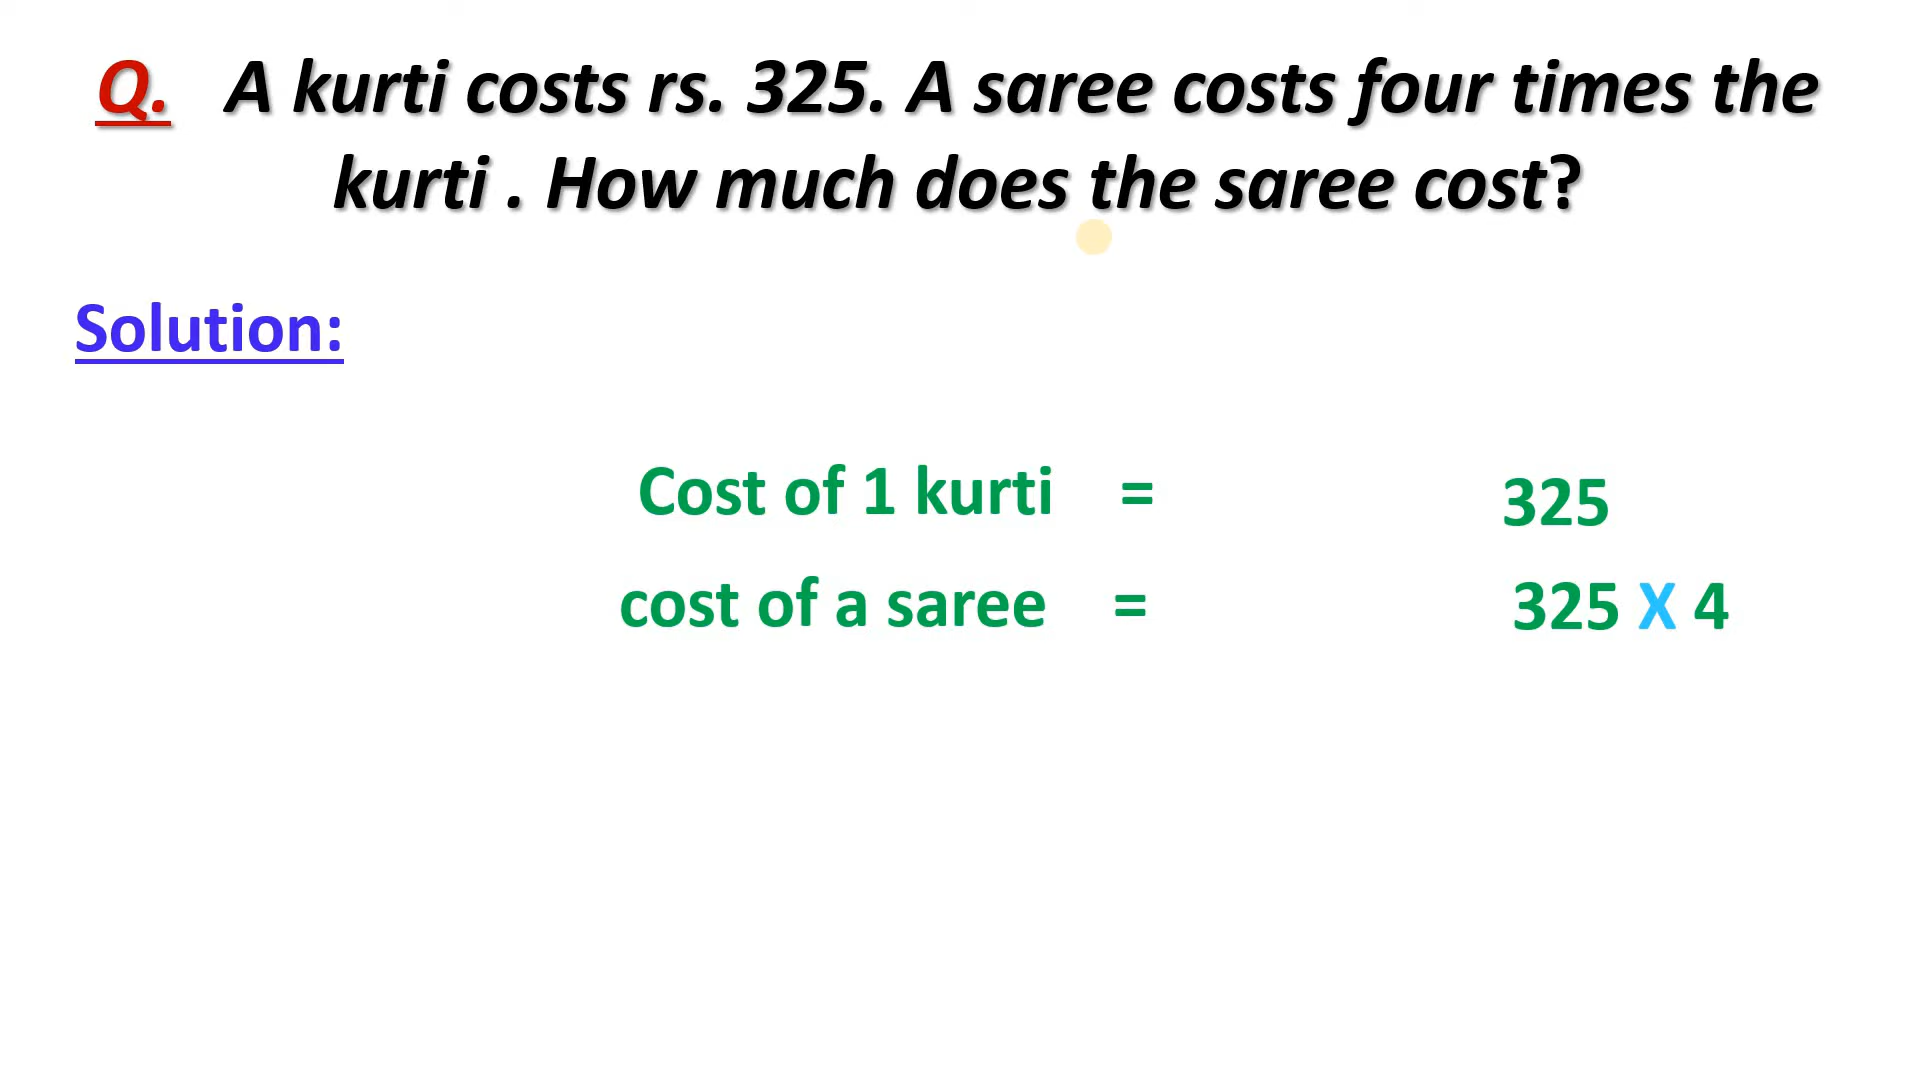 Q. A kurti costs rs. 325. A saree costs four times the
kurti . How much does the saree cost?
Solution:
Cost of 1 kurti = 325
cost of a saree = 325 X 4